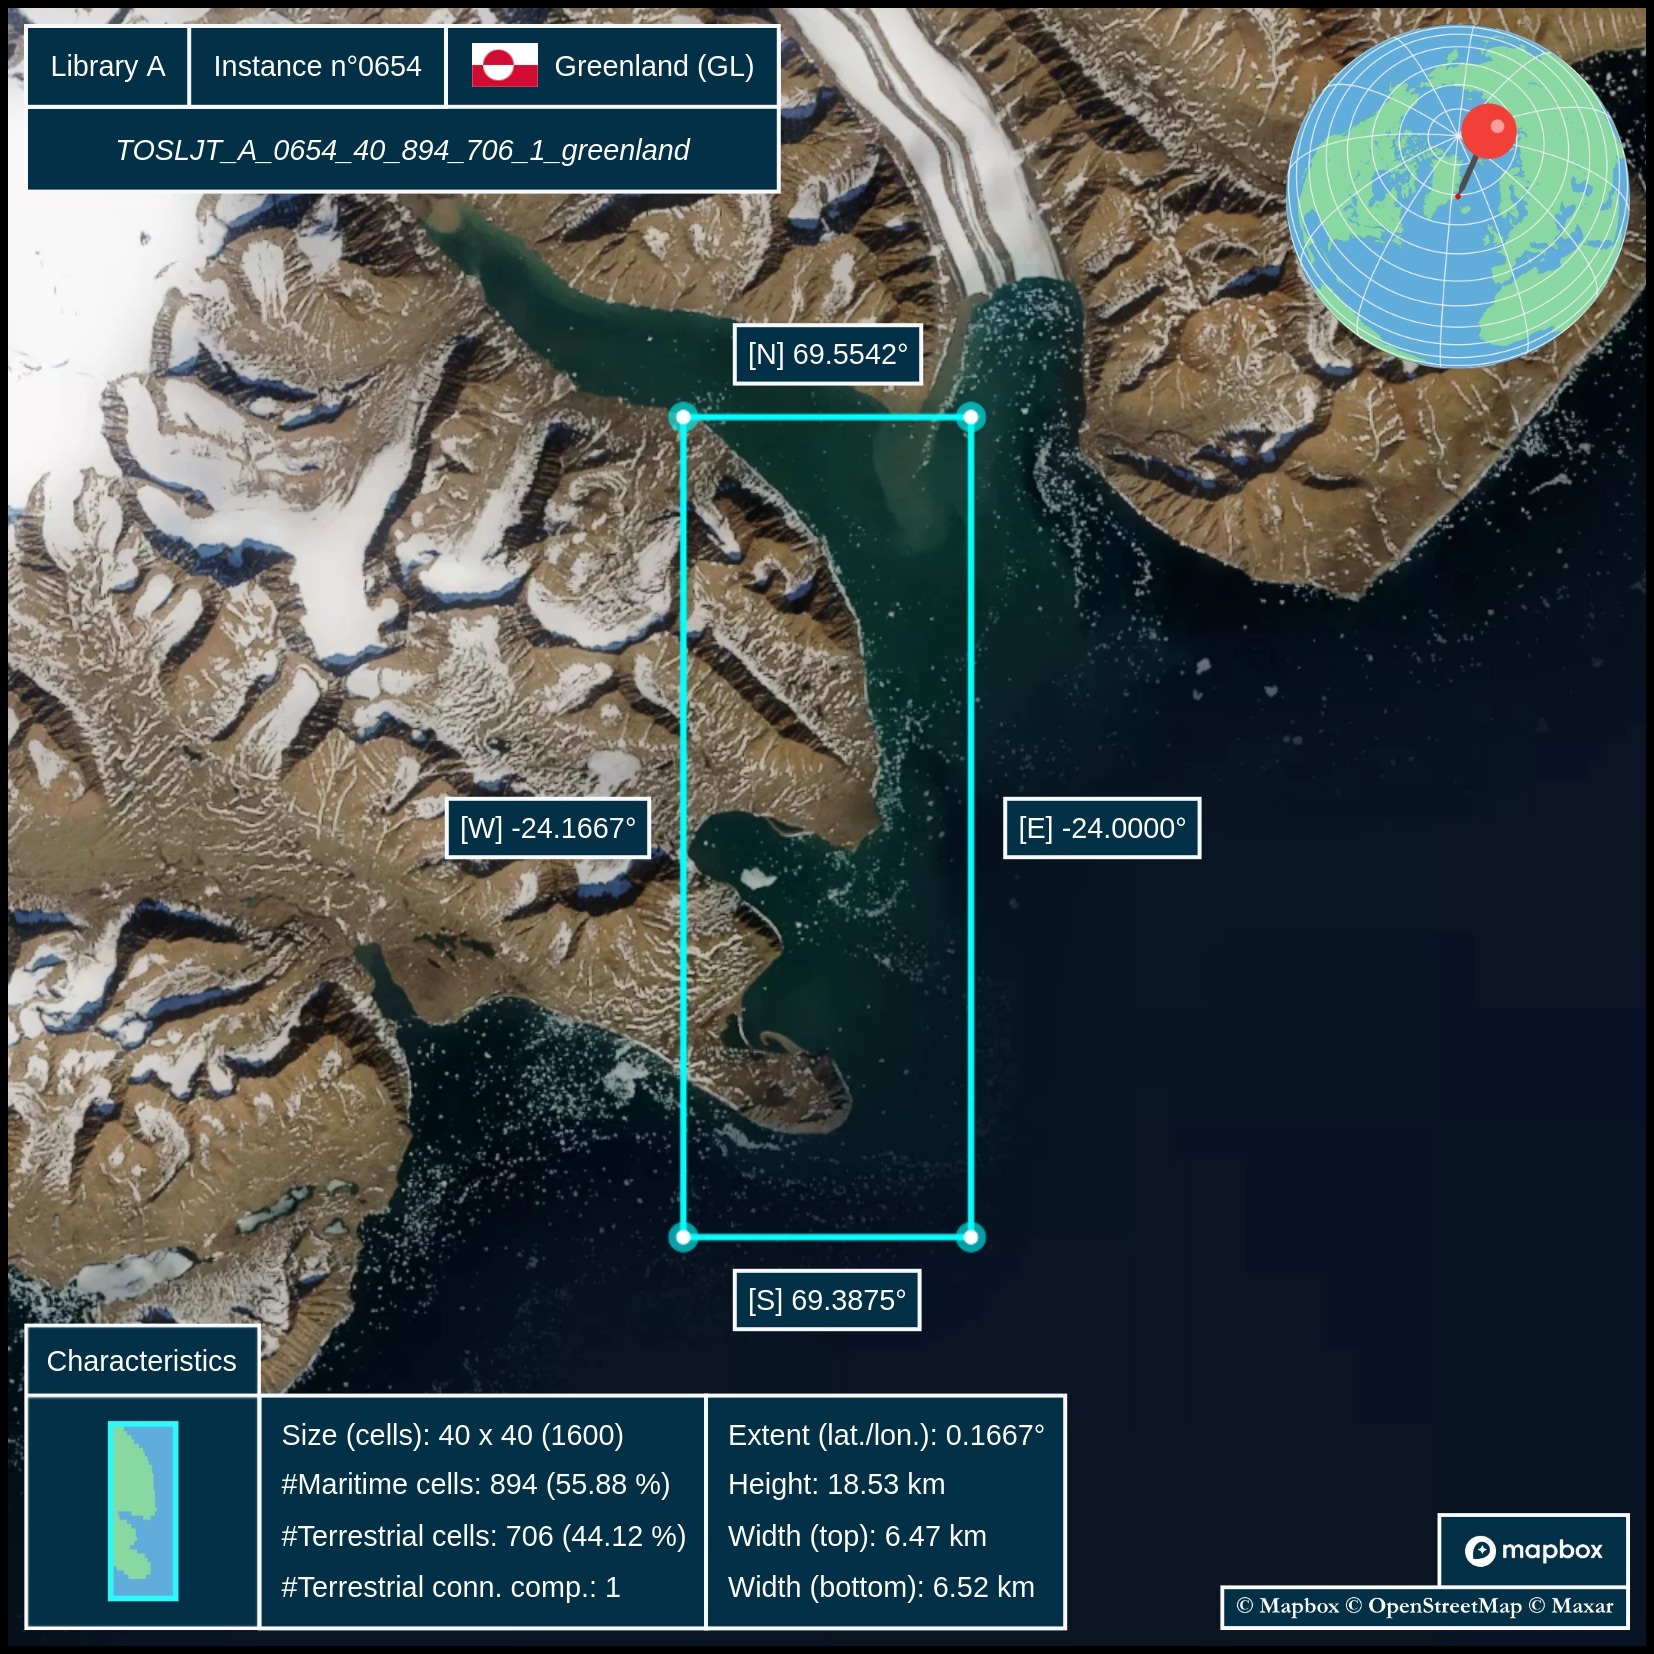 Library A
Instance n°0654
Greenland (GL)
TOSLJT_A_0654_40_894_706_1_greenland
[N] 69.5542°
[W] -24.1667°
[E] -24.0000°
[S] 69.3875°
Characteristics
Size (cells): 40 x 40 (1600)
#Maritime cells: 894 (55.88 %)
#Terrestrial cells: 706 (44.12 %)
#Terrestrial conn. comp.: 1
Extent (lat./lon.): 0.1667°
Height: 18.53 km
Width (top): 6.47 km
Width (bottom): 6.52 km
mapbox
© Mapbox © OpenStreetMap © Maxar